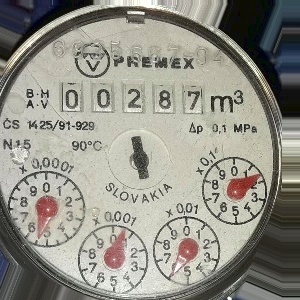 PREMEX
B-H
A-V
00287 m³
ČS 1425/91-929 Δp 0,1 MPa
N15 90°C
x 0,0001 x 0,1
SLOVAKIA
x 0,001 x 0,01